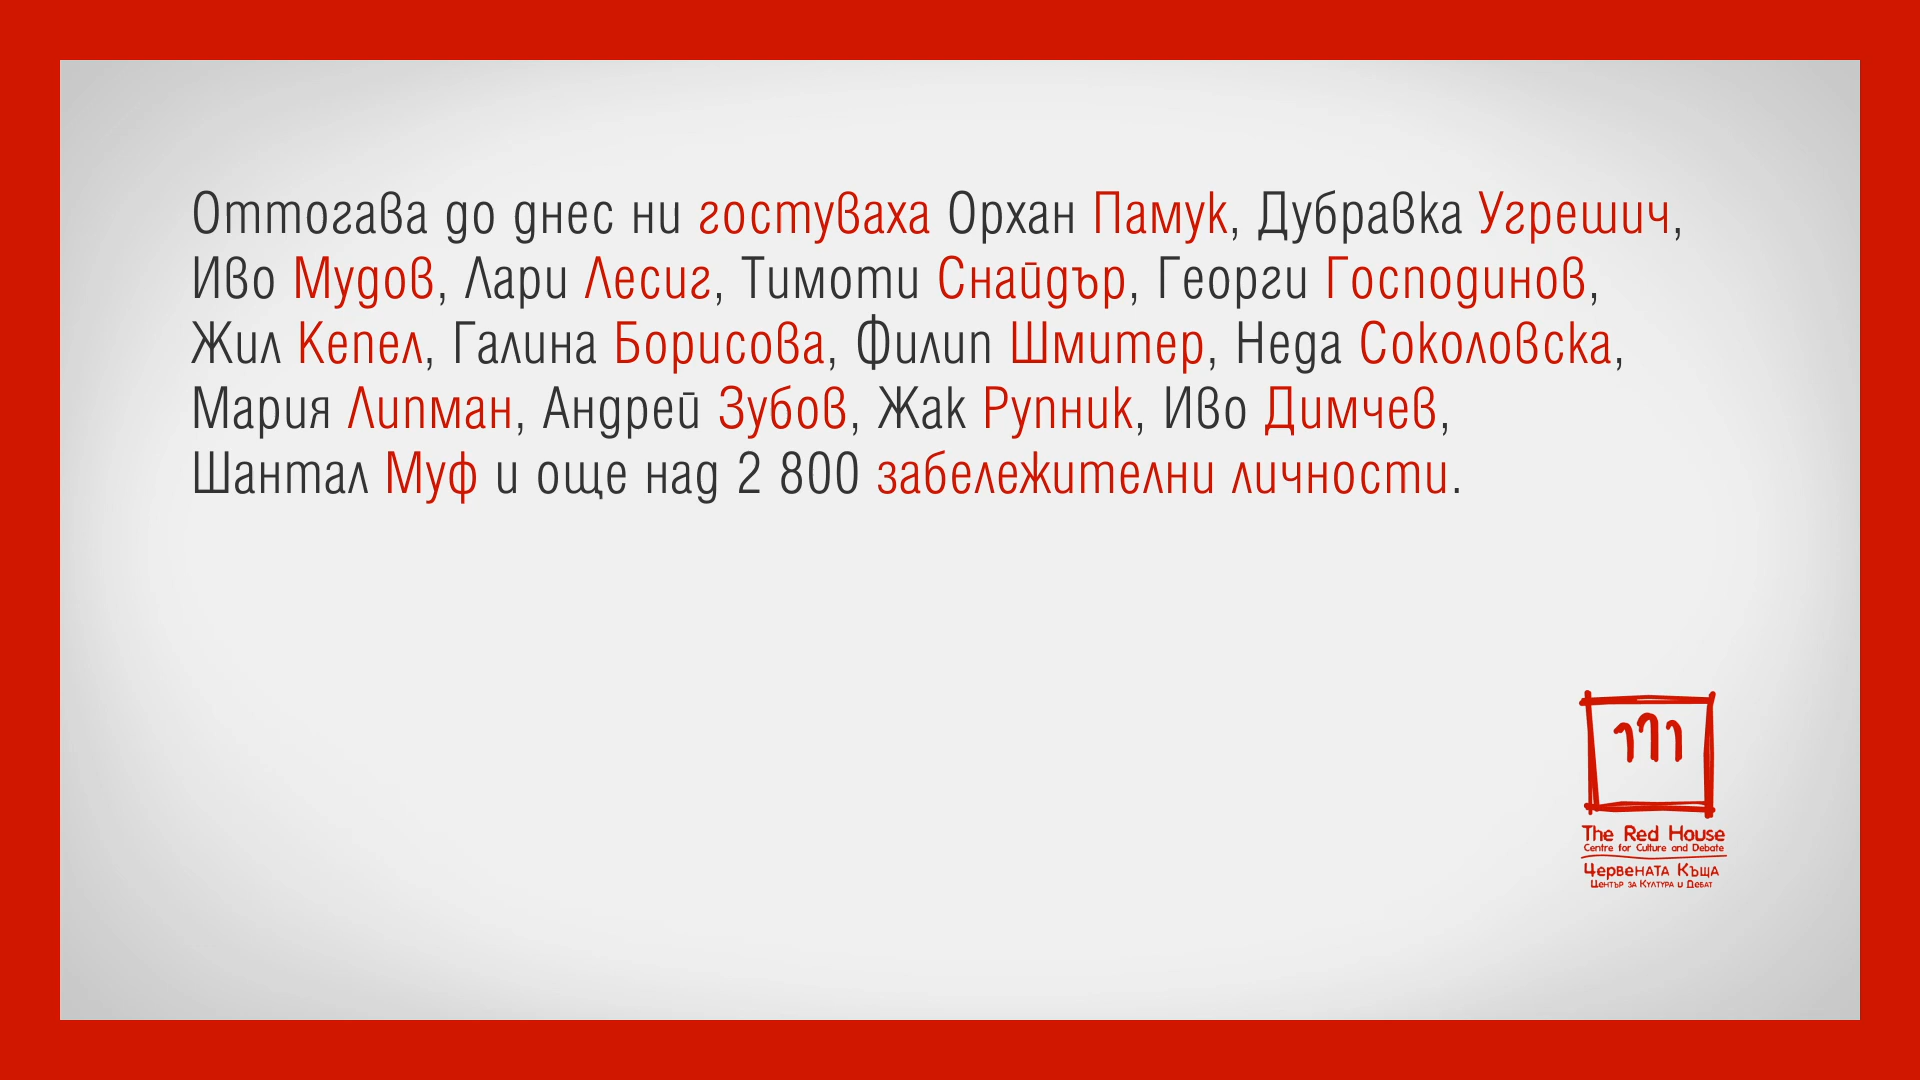 Оттогава до днес ни гостуваха Орхан Памук, Дубравка Угрешич,
Иво Мудов, Лари Лесиг, Тимоти Снайдър, Георги Господинов,
Жил Кепел, Галина Борисова, Филип Шмитер, Неда Соколовска,
Мария Липман, Андрей Зубов, Жак Рупник, Иво Димчев,
Шантал Муф и още над 2 800 забележителни личности.
The Red House
Centre for Culture and Debate
Червената Къща
Център за Култура и Дебат